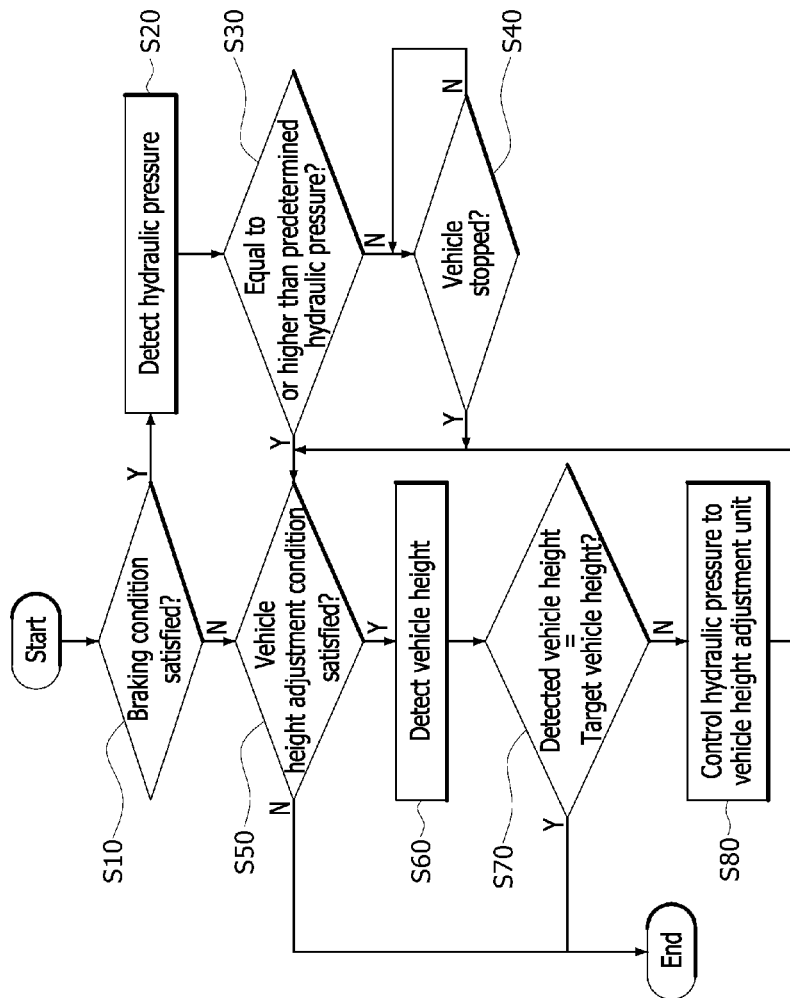 Start
S10
Braking condition
satisfied?
Y
N
S20
Detect hydraulic pressure
S30
Equal to
or higher than predetermined
hydraulic pressure?
Y
N
S40
Vehicle
stopped?
Y
N
S50
Vehicle
height adjustment condition
satisfied?
N
Y
S60
Detect vehicle height
S70
Detected vehicle height
=
Target vehicle height?
Y
N
S80
Control hydraulic pressure to
vehicle height adjustment unit
End